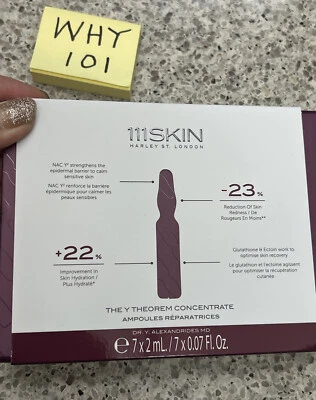 WHY
101
111SKIN
HARLEY ST. LONDON
NAC Y² strengthens the
epidermal barrier to calm
sensitive skin
NAC Y² renforce la barrière
épidermique pour calmer les
peaux sensibles
-23%
Reduction Of Skin
Redness / De
Rougeurs En Moins**
+22%
Improvement in
Skin Hydration /
Plus Hydraté*
Glutathione & Ectoin work to
optimise skin recovery
Le glutathion et l'ectoïne agissent
pour optimiser la récupération
cutanée
THE Y THEOREM CONCENTRATE
AMPOULES RÉPARATRICES
DR. Y. ALEXANDRIDES MD
e 7 x 2 mL. / 7 x 0.07 Fl. Oz.